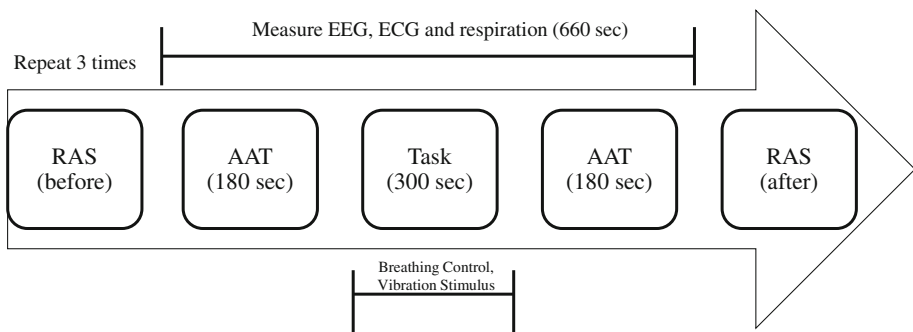 Measure EEG, ECG and respiration (660 sec)
Repeat 3 times
RAS
(before)
AAT
(180 sec)
Task
(300 sec)
AAT
(180 sec)
RAS
(after)
Breathing Control,
Vibration Stimulus